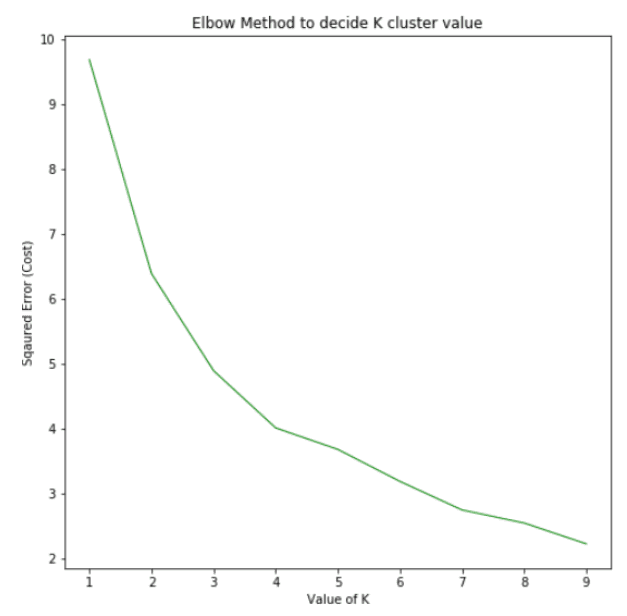 Elbow Method to decide K cluster value
10
9
8
7
6
5
4
3
2
Sqaured Error (Cost)
1 2 3 4 5 6 7 8 9
Value of K